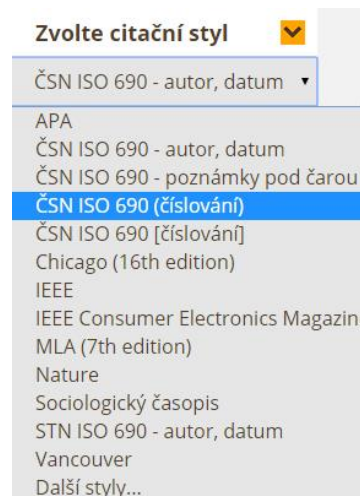 Zvolte citační styl
ČSN ISO 690 - autor, datum
APA
ČSN ISO 690 - autor, datum
ČSN ISO 690 - poznámky pod čarou
ČSN ISO 690 (číslování)
ČSN ISO 690 [číslování]
Chicago (16th edition)
IEEE
IEEE Consumer Electronics Magazin
MLA (7th edition)
Nature
Sociologický časopis
STN ISO 690 - autor, datum
Vancouver
Další styly...